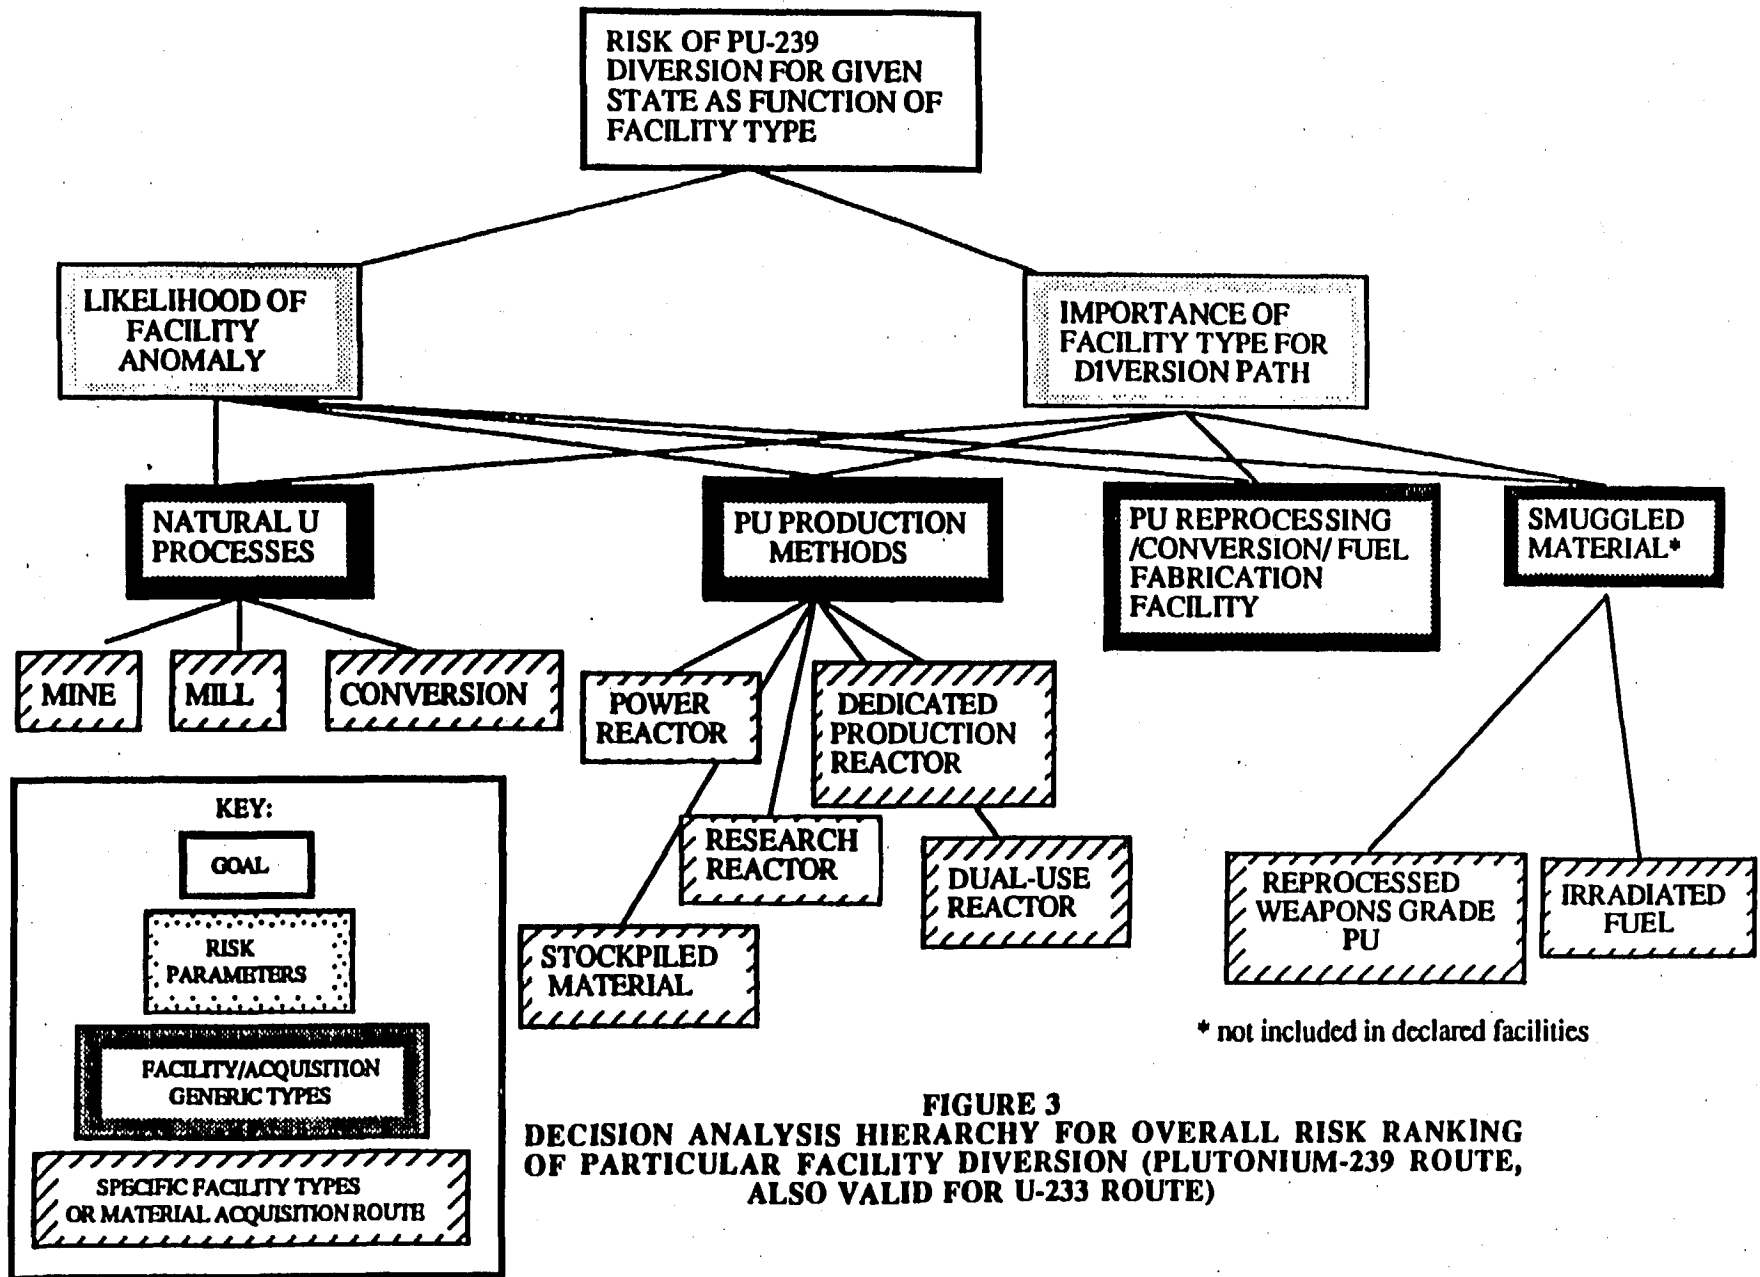 RISK OF PU-239
DIVERSION FOR GIVEN
STATE AS FUNCTION OF
FACILITY TYPE
LIKELIHOOD OF
FACILITY
ANOMALY
IMPORTANCE OF
FACILITY TYPE FOR
DIVERSION PATH
NATURAL U
PROCESSES
PU PRODUCTION
METHODS
PU REPROCESSING
/CONVERSION/ FUEL
FABRICATION
FACILITY
SMUGGLED
MATERIAL*
MINE
MILL
CONVERSION
POWER
REACTOR
DEDICATED
PRODUCTION
REACTOR
RESEARCH
REACTOR
DUAL-USE
REACTOR
STOCKPILED
MATERIAL
REPROCESSED
WEAPONS GRADE
PU
IRRADIATED
FUEL
KEY:
GOAL
RISK
PARAMETERS
FACILITY/ACQUISITION
GENERIC TYPES
SPECIFIC FACILITY TYPES
OR MATERIAL ACQUISITION ROUTE
* not included in declared facilities
FIGURE 3
DECISION ANALYSIS HIERARCHY FOR OVERALL RISK RANKING
OF PARTICULAR FACILITY DIVERSION (PLUTONIUM-239 ROUTE,
ALSO VALID FOR U-233 ROUTE)